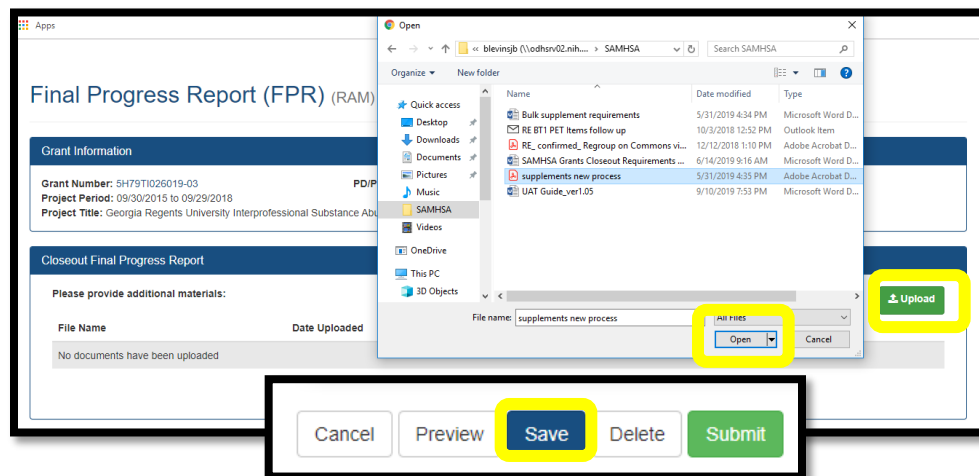 Apps
Final Progress Report (FPR) (RAM)
Grant Information
Grant Number: 5H79TI026019-03 PD/P
Project Period: 09/30/2015 to 09/29/2018
Project Title: Georgia Regents University Interprofessional Substance Abu
Closeout Final Progress Report
Please provide additional materials:
Upload
File Name Date Uploaded
No documents have been uploaded
Open
« blevinsjb (\\odhsrv02.nih.... › SAMHSA
Search SAMHSA
Organize New folder
Name Date modified Type
Quick access
Desktop
Downloads
Documents
Pictures
Music
SAMHSA
Videos
OneDrive
This PC
3D Objects
Bulk supplement requirements 5/31/2019 4:34 PM Microsoft Word D...
RE BT1 PET Items follow up 10/3/2018 12:52 PM Outlook Item
RE_ confirmed_ Regroup on Commons vi... 12/12/2018 1:10 PM Adobe Acrobat D...
SAMHSA Grants Closeout Requirements ... 6/14/2019 9:16 AM Microsoft Word D...
supplements new process 5/31/2019 4:35 PM Adobe Acrobat D...
UAT Guide_ver1.05 9/10/2019 7:53 PM Microsoft Word D...
File name: supplements new process All Files
Open Cancel
Cancel Preview Save Delete Submit